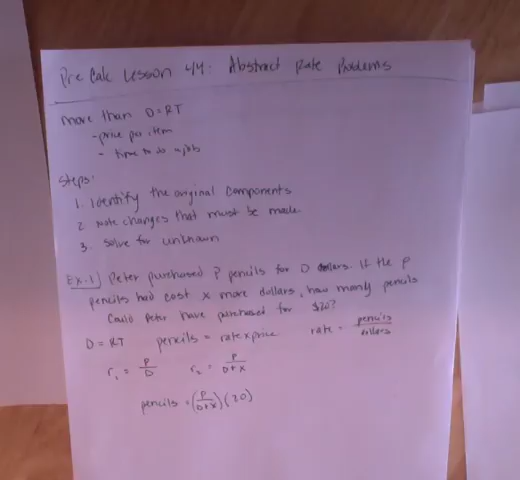 Pre Calc Lesson 4/4: Abstract Rate Problems
more than D=RT
- price per item
- time to do a job
Steps:
1. Identify the original components
2. Note changes that must be made
3. Solve for unknown
Ex. 1) Peter purchased P pencils for D dollars. If the P
pencils had cost x more dollars, how many pencils
could Peter have purchased for $20?
D = RT pencils = rate x price rate = pencils/dollars
r₁ = P/D r₂ = P/D+x
pencils = (P/D+x)(20)